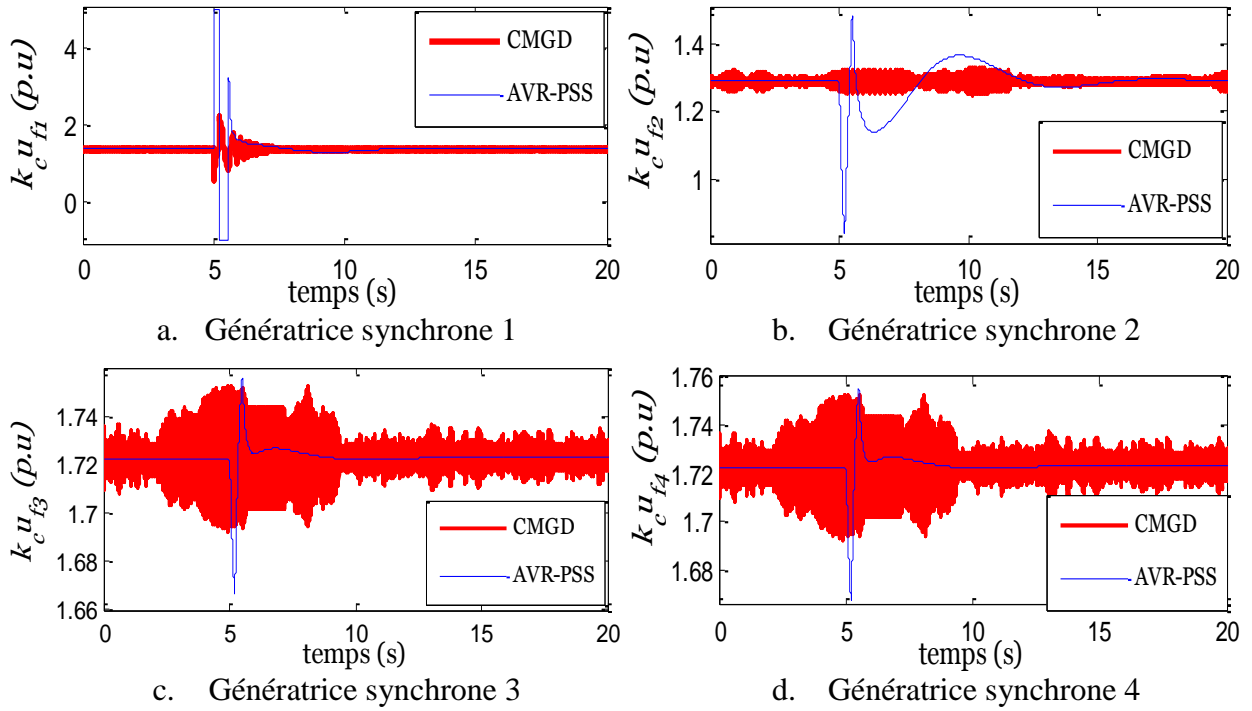 4
2
0
k_c u_f1 (p.u)
CMGD
AVR-PSS
0 5 10 15 20
temps (s)
a. Génératrice synchrone 1
1.4
1.2
1
k_c u_f2 (p.u)
CMGD
AVR-PSS
0 5 10 15 20
temps (s)
b. Génératrice synchrone 2
1.74
1.72
1.7
1.68
1.66
k_c u_f3 (p.u)
CMGD
AVR-PSS
0 5 10 15 20
temps (s)
c. Génératrice synchrone 3
1.76
1.74
1.72
1.7
1.68
k_c u_f4 (p.u)
CMGD
AVR-PSS
0 5 10 15 20
temps (s)
d. Génératrice synchrone 4